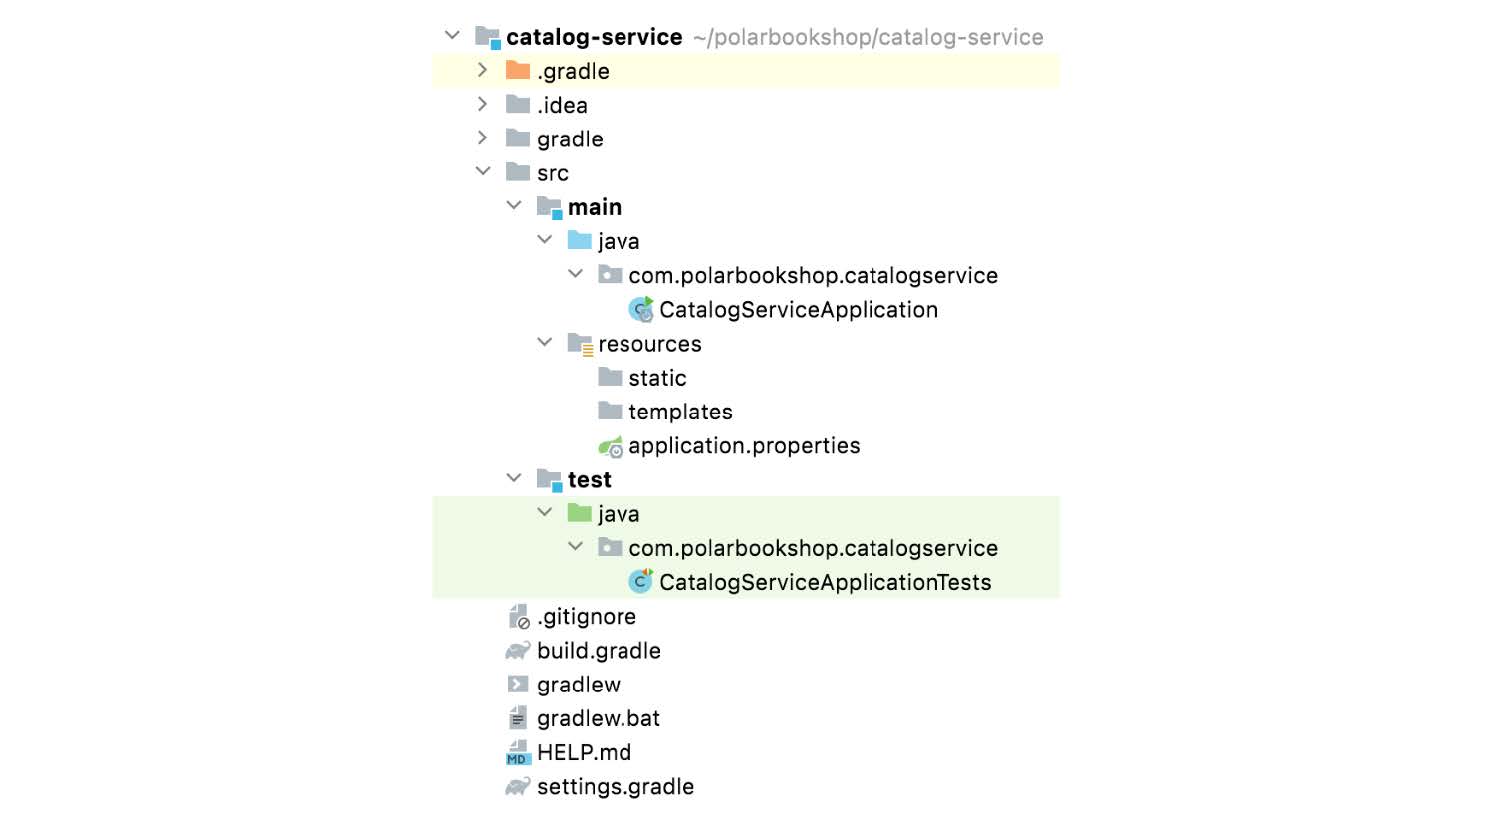 catalog-service ~/polarbookshop/catalog-service
.gradle
.idea
gradle
src
main
java
com.polarbookshop.catalogservice
CatalogServiceApplication
resources
static
templates
application.properties
test
java
com.polarbookshop.catalogservice
CatalogServiceApplicationTests
.gitignore
build.gradle
gradlew
gradlew.bat
HELP.md
settings.gradle